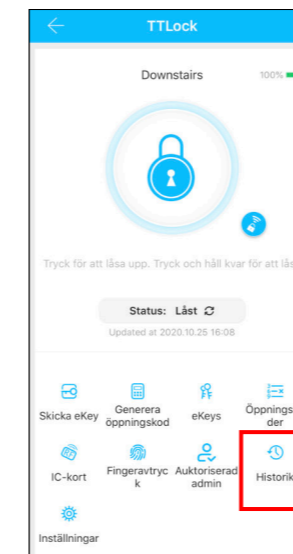 TTLock
Downstairs
100%
Tryck för att låsa upp. Tryck och håll kvar för att lås
Status: Låst
Updated at 2020.10.25 16:08
Skicka eKey
Generera
öppningskod
eKeys
Öppnings
der
IC-kort
Fingeravtryc
k
Auktoriserad
admin
Historik
Inställningar